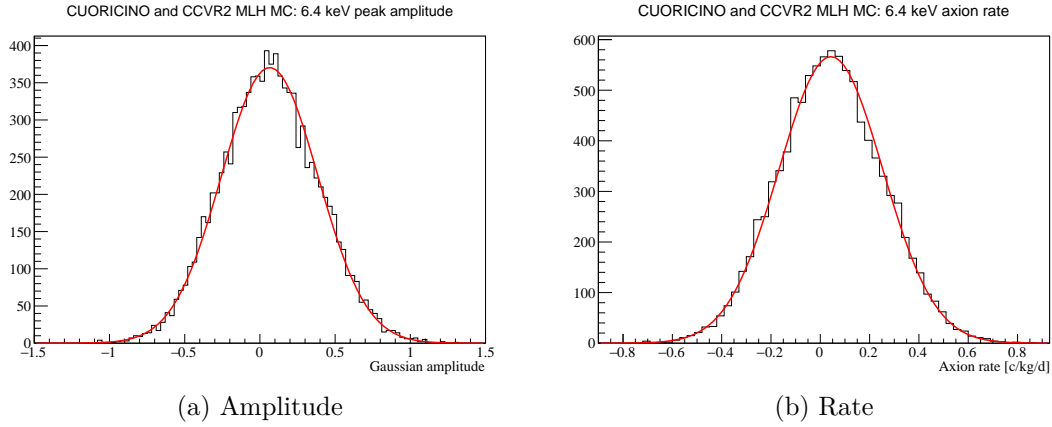 CUORICINO and CCVR2 MLH MC: 6.4 keV peak amplitude
400
350
300
250
200
150
100
50
0
-1.5 -1 -0.5 0 0.5 1 1.5
Gaussian amplitude
(a) Amplitude
CUORICINO and CCVR2 MLH MC: 6.4 keV axion rate
600
500
400
300
200
100
0
-0.8 -0.6 -0.4 -0.2 0 0.2 0.4 0.6 0.8
Axion rate [c/kg/d]
(b) Rate